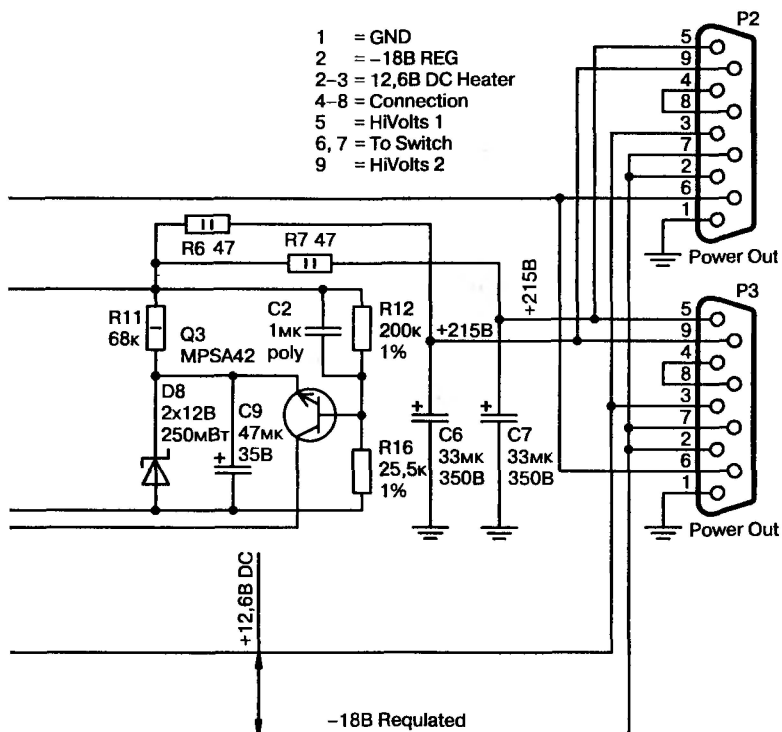 1 = GND
2 = –18В REG
2–3 = 12,6В DC Heater
4–8 = Connection
5 = HiVolts 1
6, 7 = To Switch
9 = HiVolts 2
P2
5
9
4
8
3
7
2
6
1
Power Out
R6 47
R7 47
+215В
+215В
R11
68к
Q3
MPSA42
C2
1мк
poly
R12
200к
1%
D8
2x12В
250мВт
C9
47мк
35В
R16
25,5к
1%
C6
33мк
350В
C7
33мк
350В
P3
5
9
4
8
3
7
2
6
1
Power Out
+12,6В DC
–18В Requlated